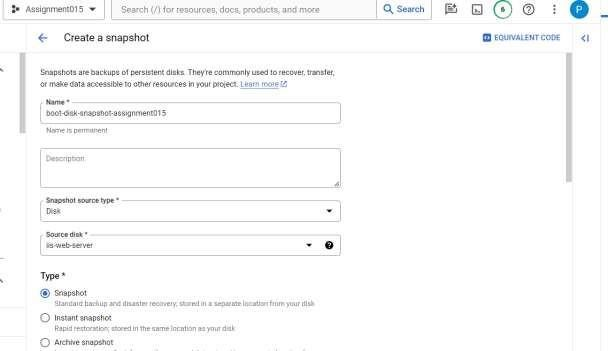 Assignment015
Search (/) for resources, docs, products, and more
Search
6
P
Create a snapshot
EQUIVALENT CODE
Snapshots are backups of persistent disks. They're commonly used to recover, transfer,
or make data accessible to other resources in your project. Learn more
Name *
boot-disk-snapshot-assignment015
Name is permanent
Description
Snapshot source type *
Disk
Source disk *
iis-web-server
Type *
Snapshot
Standard backup and disaster recovery; stored in a separate location from your disk
Instant snapshot
Rapid restoration; stored in the same location as your disk
Archive snapshot